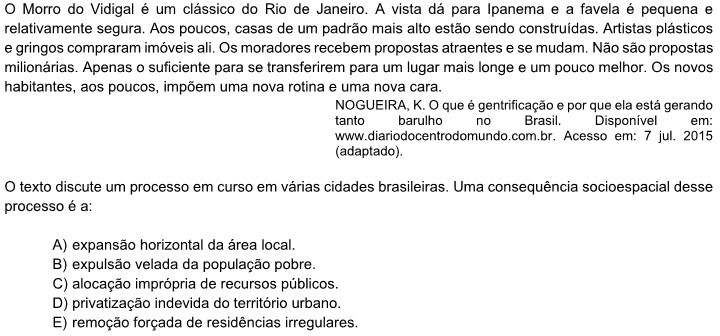 O Morro do Vidigal é um clássico do Rio de Janeiro. A vista dá para Ipanema e a favela é pequena e
relativamente segura. Aos poucos, casas de um padrão mais alto estão sendo construídas. Artistas plásticos
e gringos compraram imóveis ali. Os moradores recebem propostas atraentes e se mudam. Não são propostas
milionárias. Apenas o suficiente para se transferirem para um lugar mais longe e um pouco melhor. Os novos
habitantes, aos poucos, impõem uma nova rotina e uma nova cara.
NOGUEIRA, K. O que é gentrificação e por que ela está gerando
tanto barulho no Brasil. Disponível em:
www.diariodocentrodomundo.com.br. Acesso em: 7 jul. 2015
(adaptado).
O texto discute um processo em curso em várias cidades brasileiras. Uma consequência socioespacial desse
processo é a:
A) expansão horizontal da área local.
B) expulsão velada da população pobre.
C) alocação imprópria de recursos públicos.
D) privatização indevida do território urbano.
E) remoção forçada de residências irregulares.